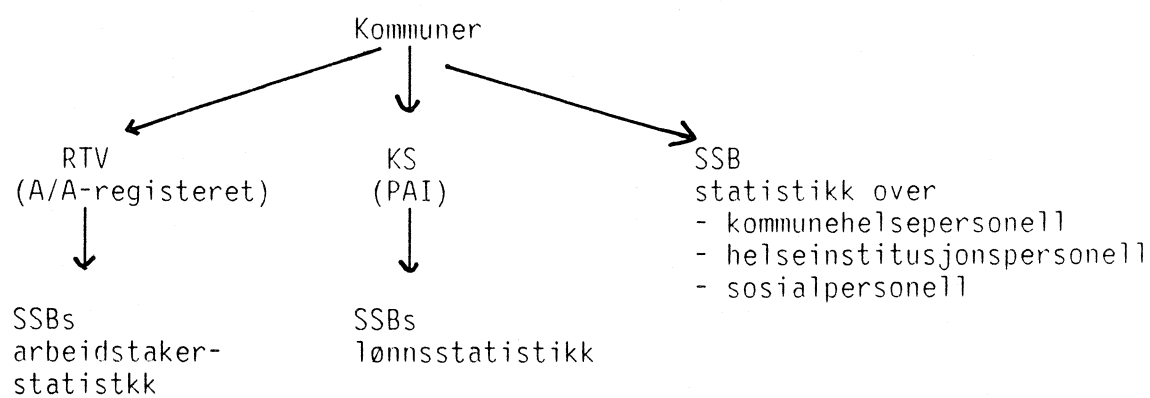 Kommuner
RTV
(A/A-registeret)
KS
(PAI)
SSB
statistikk over
- kommunehelsepersonell
- helseinstitusjonspersonell
- sosialpersonell
SSBs
arbeidstaker-
statistkk
SSBs
lønnsstatistikk